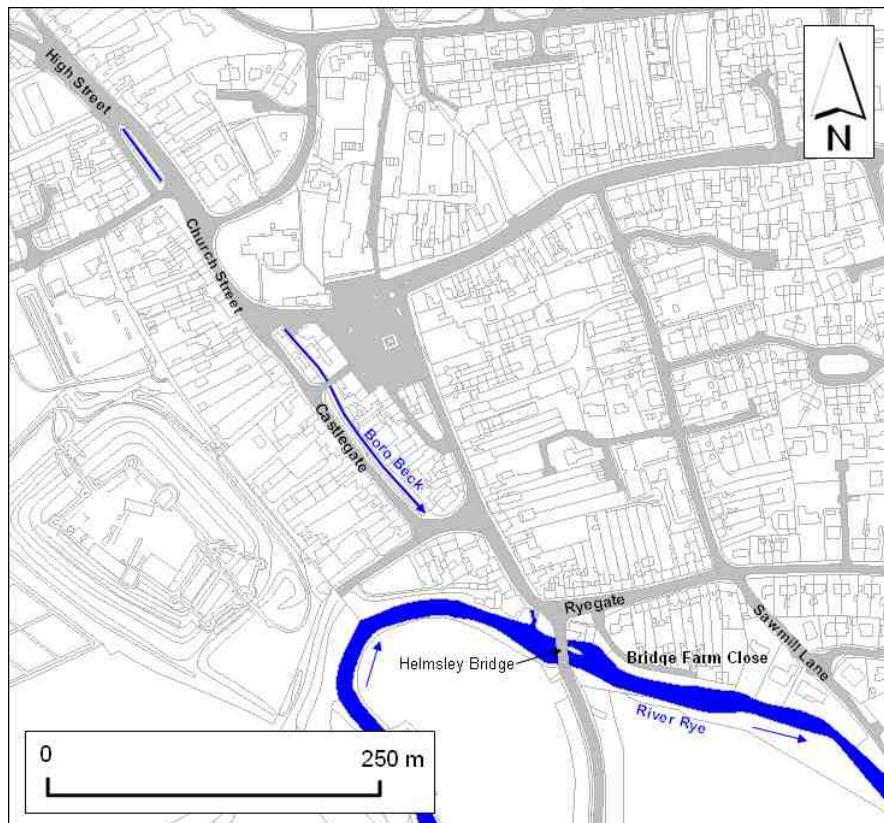 High Street
N
Church Street
Castlegate
Boro Beck
Ryegate
Sawmill Lane
Helmsley Bridge
Bridge Farm Close
River Rye
0
250 m